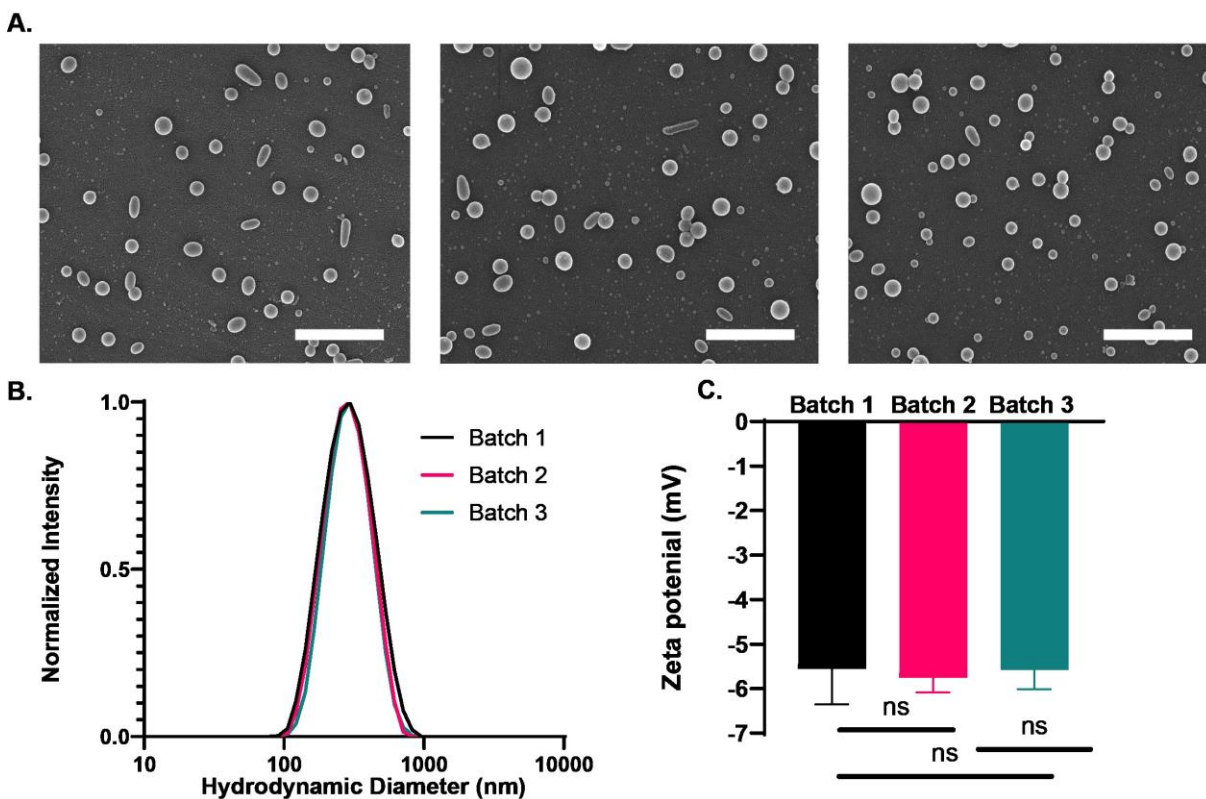 A.
B.
1.0
0.5
0.0
Normalized Intensity
Batch 1
Batch 2
Batch 3
10
100
1000
10000
Hydrodynamic Diameter (nm)
C.
Batch 1 Batch 2 Batch 3
0
-1
-2
-3
-4
-5
-6
-7
Zeta potenial (mV)
ns
ns
ns